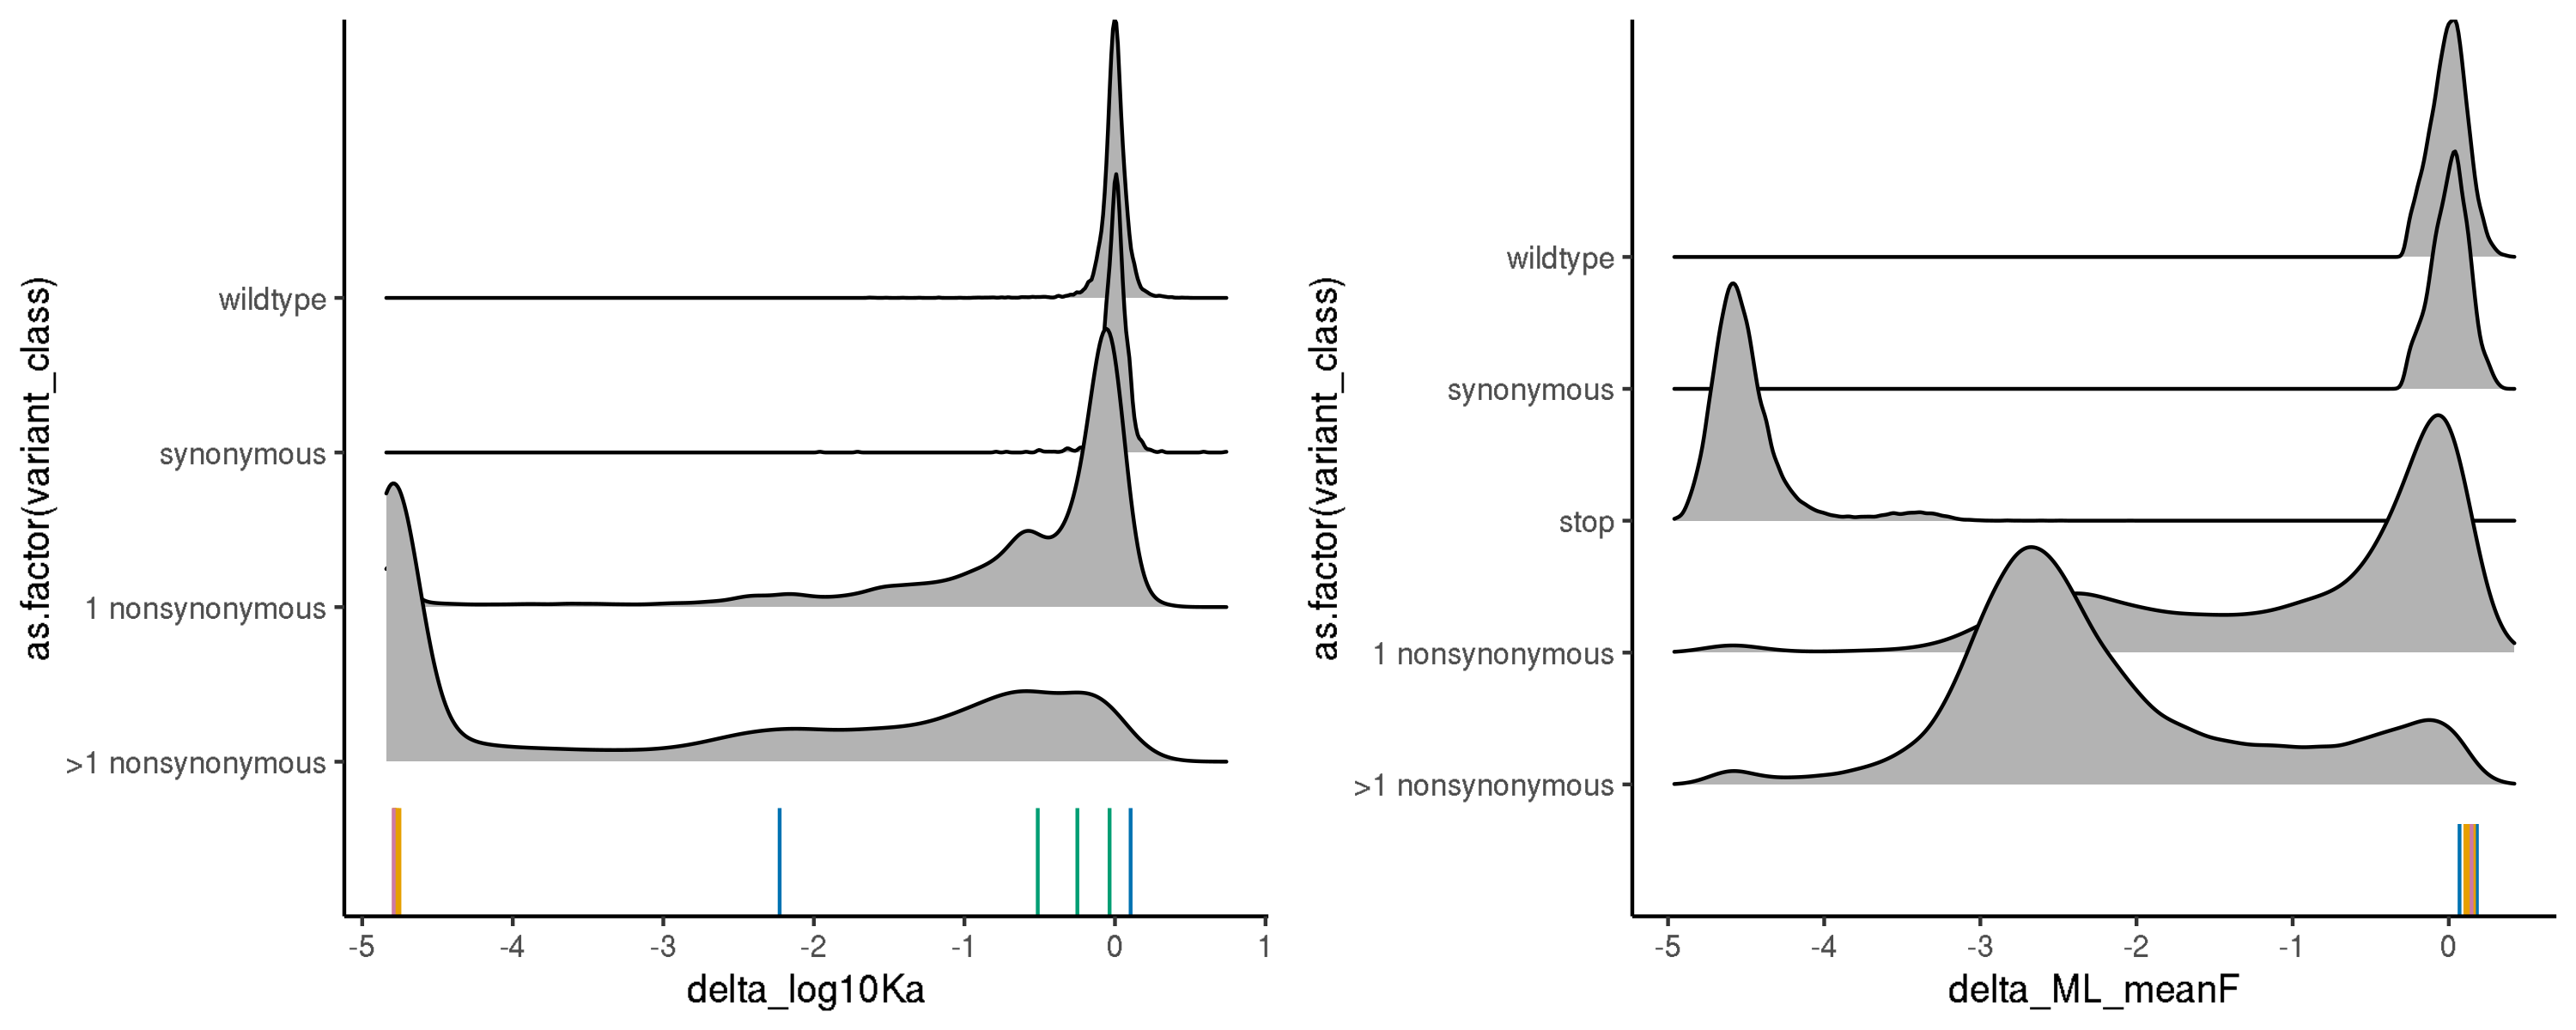 as.factor(variant_class)
wildtype
synonymous
1 nonsynonymous
>1 nonsynonymous
-5 -4 -3 -2 -1 0 1
delta_log10Ka
as.factor(variant_class)
wildtype
synonymous
stop
1 nonsynonymous
>1 nonsynonymous
-5 -4 -3 -2 -1 0
delta_ML_meanF